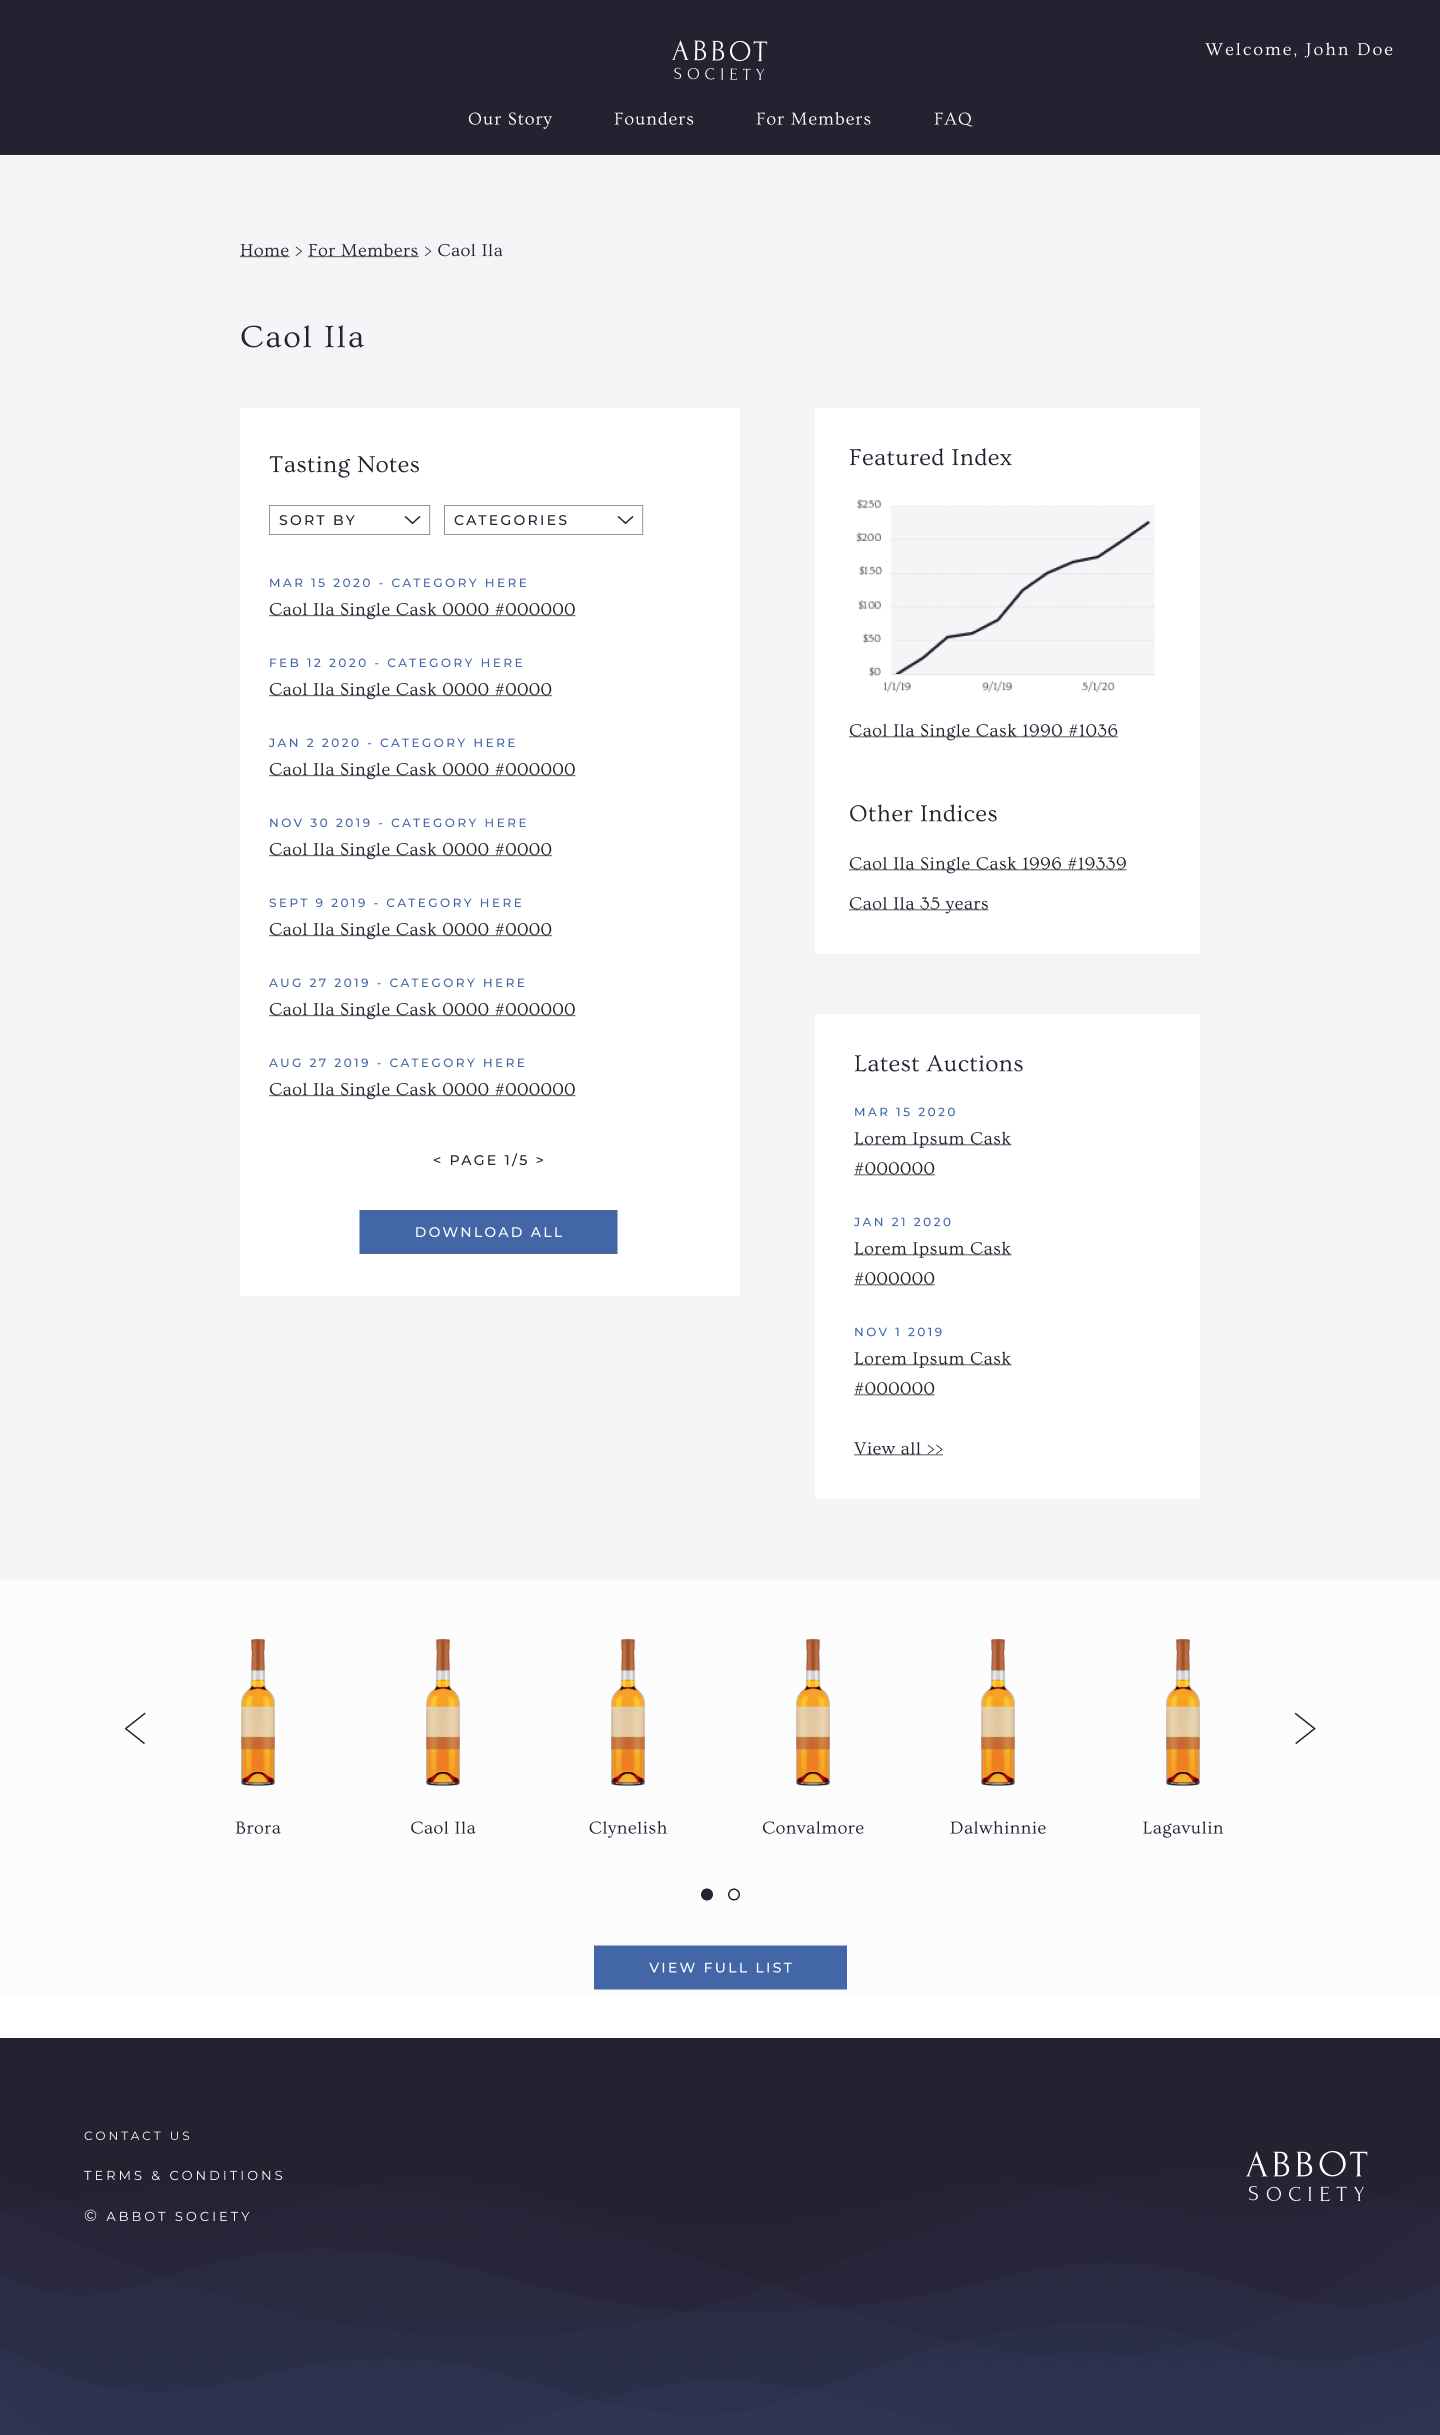 ABBOT
SOCIETY
Welcome, John Doe
Our Story
Founders
For Members
FAQ
Home > For Members > Caol Ila
Caol Ila
Tasting Notes
SORT BY
CATEGORIES
MAR 15 2020 - CATEGORY HERE
Caol Ila Single Cask 0000 #000000
FEB 12 2020 - CATEGORY HERE
Caol Ila Single Cask 0000 #0000
JAN 2 2020 - CATEGORY HERE
Caol Ila Single Cask 0000 #000000
NOV 30 2019 - CATEGORY HERE
Caol Ila Single Cask 0000 #0000
SEPT 9 2019 - CATEGORY HERE
Caol Ila Single Cask 0000 #0000
AUG 27 2019 - CATEGORY HERE
Caol Ila Single Cask 0000 #000000
AUG 27 2019 - CATEGORY HERE
Caol Ila Single Cask 0000 #000000
< PAGE 1/5 >
DOWNLOAD ALL
Featured Index
$250
$200
$150
$100
$50
$0
1/1/19
9/1/19
5/1/20
Caol Ila Single Cask 1990 #1036
Other Indices
Caol Ila Single Cask 1996 #19339
Caol Ila 35 years
Latest Auctions
MAR 15 2020
Lorem Ipsum Cask
#000000
JAN 21 2020
Lorem Ipsum Cask
#000000
NOV 1 2019
Lorem Ipsum Cask
#000000
View all >>
Brora
Caol Ila
Clynelish
Convalmore
Dalwhinnie
Lagavulin
VIEW FULL LIST
CONTACT US
TERMS & CONDITIONS
© ABBOT SOCIETY
ABBOT
SOCIETY